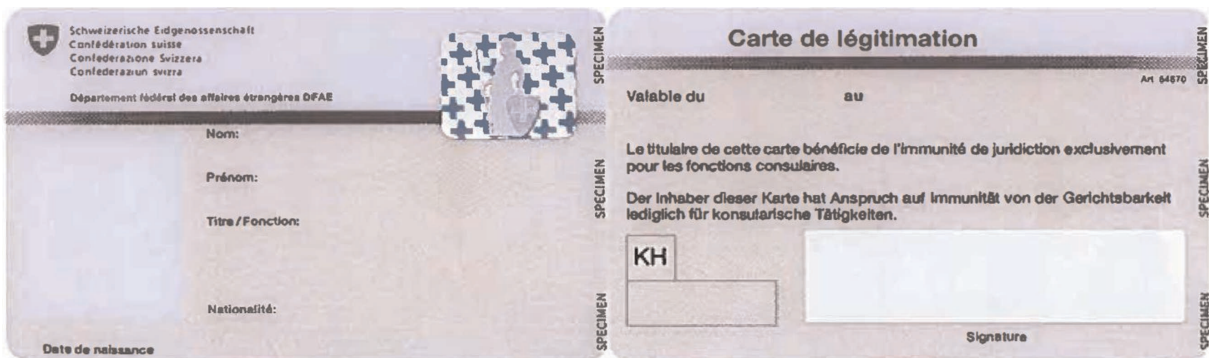 Schweizerische Eidgenossenschaft
Confédération suisse
Confederazione Svizzera
Confederaziun svizra
Département fédéral des affaires étrangères DFAE
Nom:
Prénom:
Titre/Fonction:
Nationalité:
Date de naissance
SPECIMEN
SPECIMEN
SPECIMEN
Carte de légitimation
Art. 64670
Valable du au
Le titulaire de cette carte bénéficie de l'immunité de juridiction exclusivement
pour les fonctions consulaires.
Der Inhaber dieser Karte hat Anspruch auf Immunität von der Gerichtsbarkeit
lediglich für konsularische Tätigkeiten.
KH
Signature
SPECIMEN
SPECIMEN
SPECIMEN